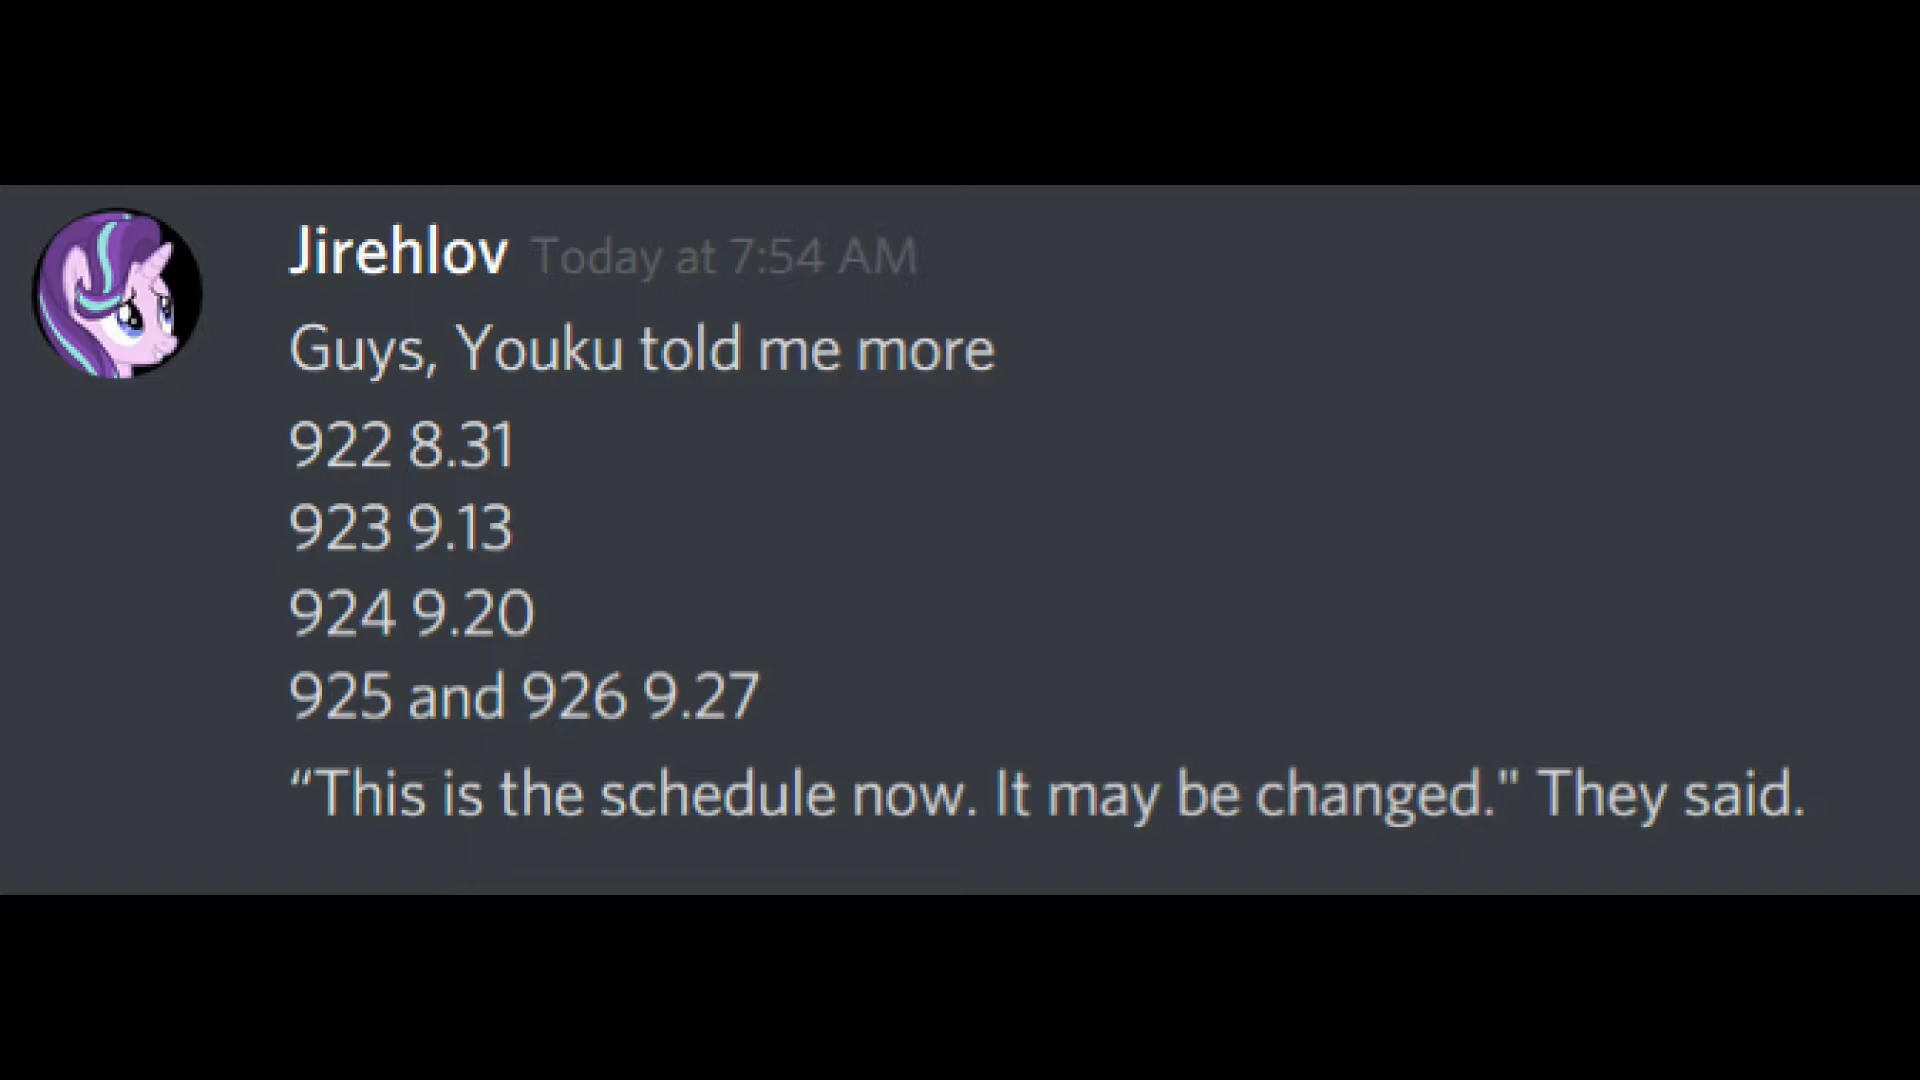 Jirehlov Today at 7:54 AM
Guys, Youku told me more
922 8.31
923 9.13
924 9.20
925 and 926 9.27
“This is the schedule now. It may be changed." They said.